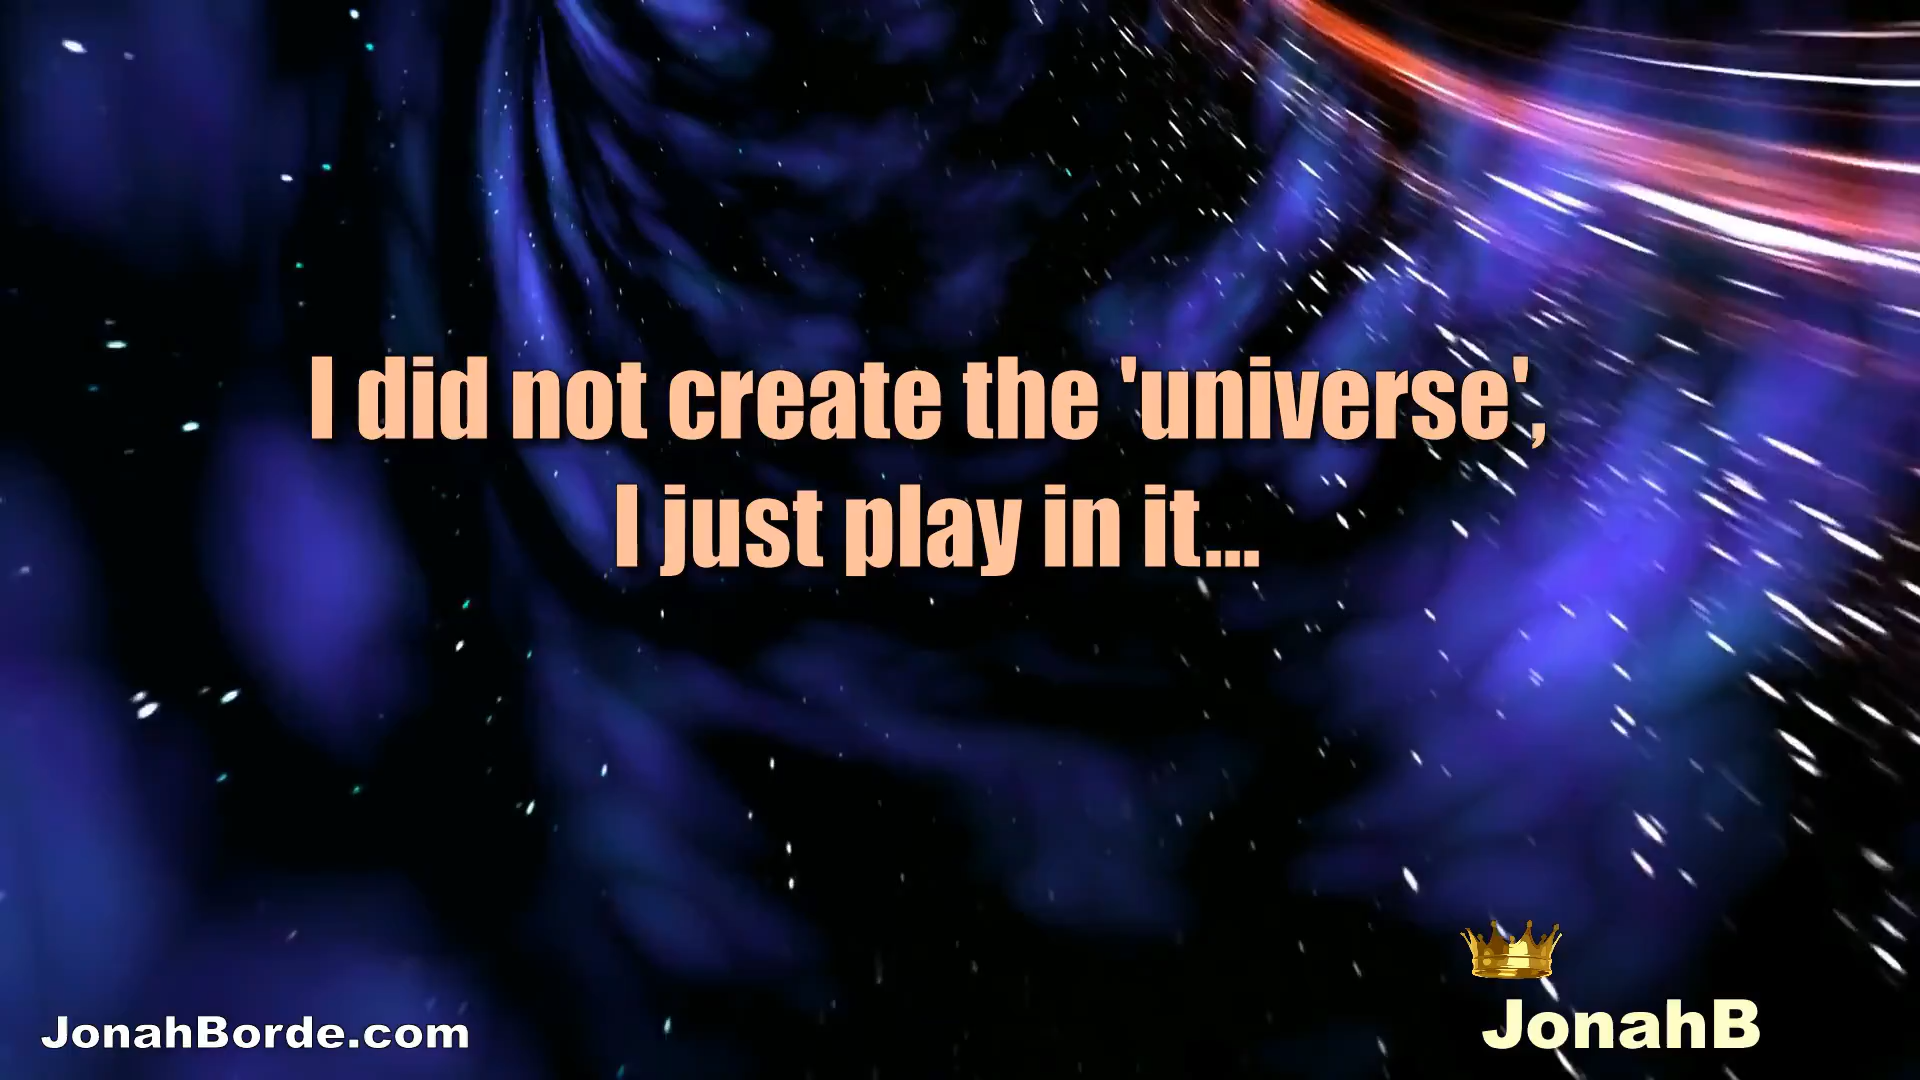 I did not create the 'universe',
I just play in it...
JonahBorde.com
JonahB